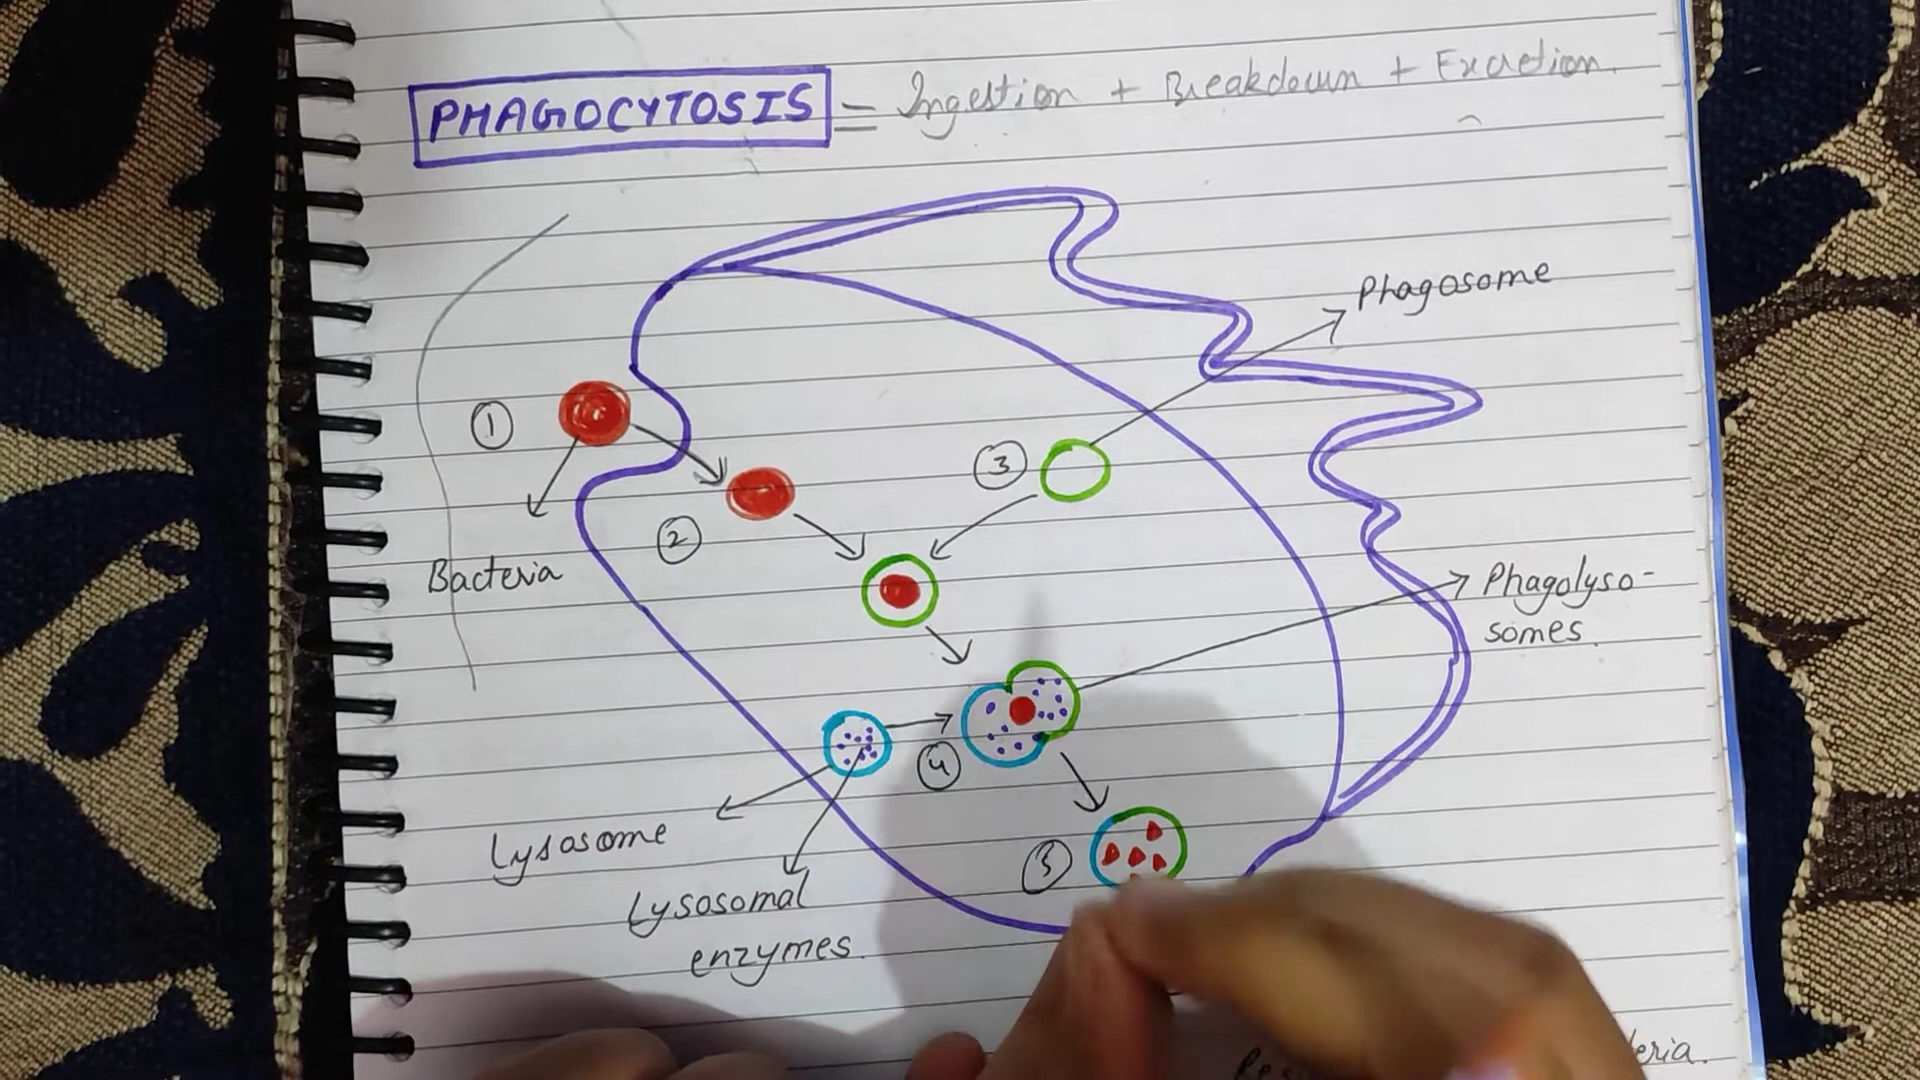 PHAGOCYTOSIS = Ingestion + Breakdown + Excretion.
Phagosome
1
3
2
Bacteria
Phagolyso-
somes.
4
Lysosome
5
Lysosomal
enzymes.